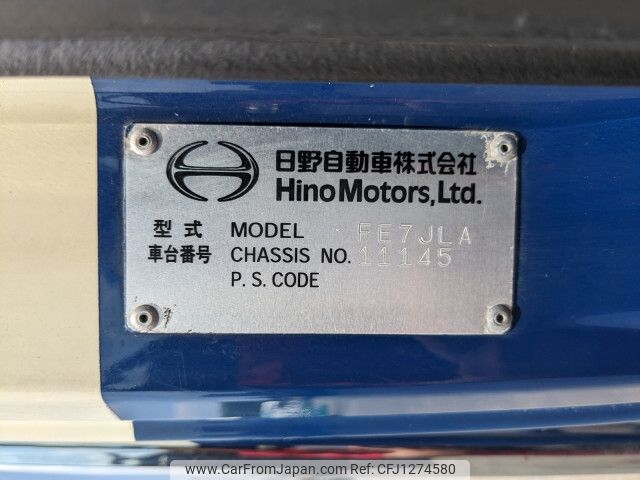 日野自動車株式会社
Hino Motors, Ltd.
型式 MODEL FE7JLA
車台番号 CHASSIS NO. 11145
P.S.CODE
www.CarFromJapan.com - Ref No: CFJ1274580